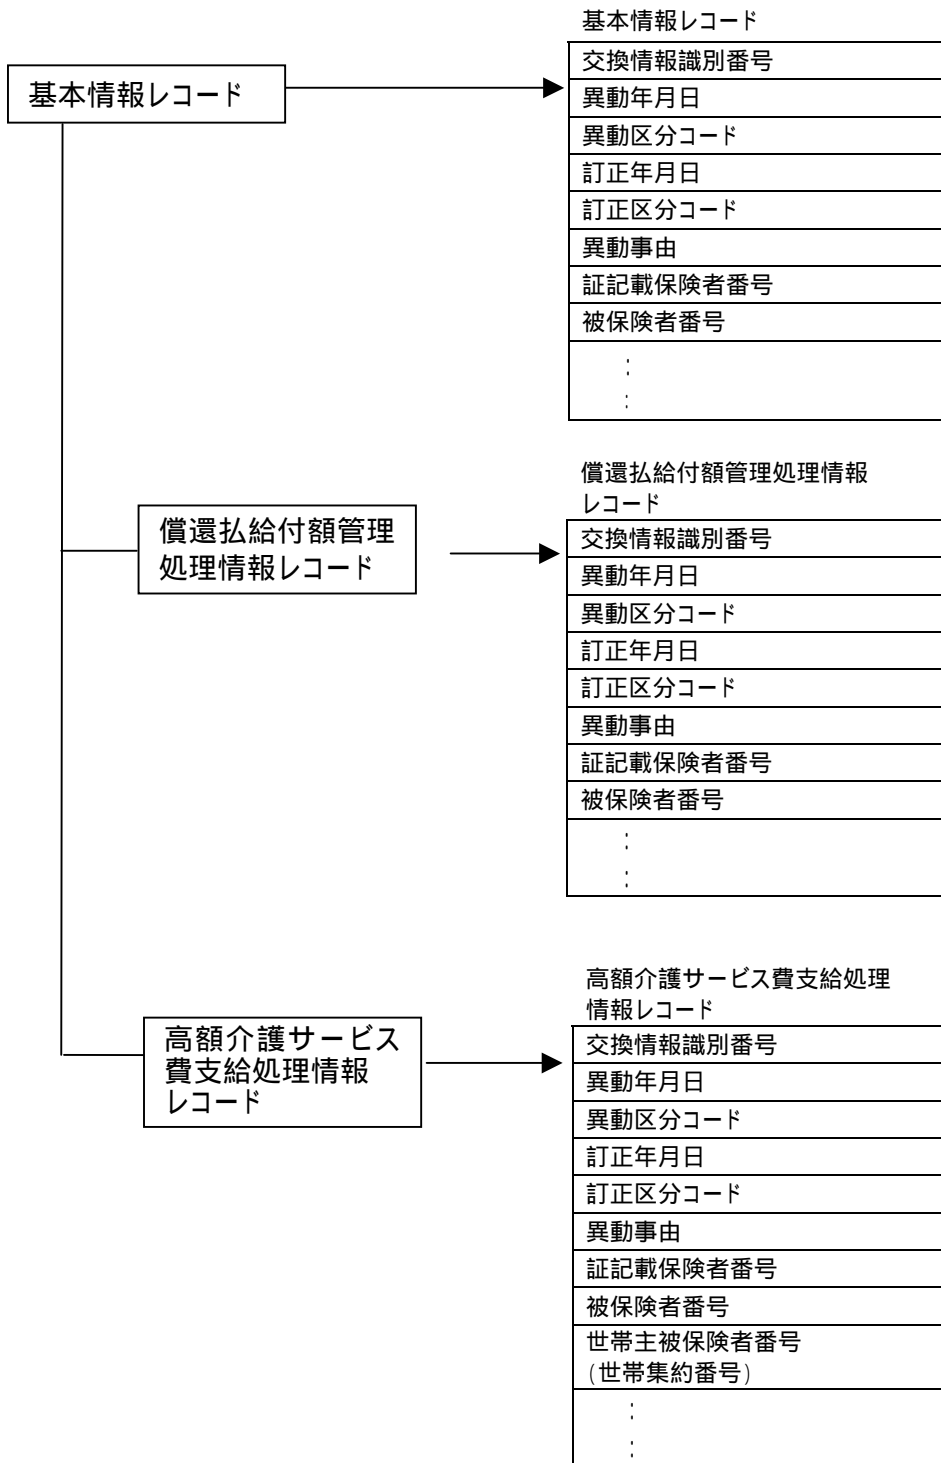 基本情報レコード
基本情報レコード
交換情報識別番号
異動年月日
異動区分コード
訂正年月日
訂正区分コード
異動事由
証記載保険者番号
被保険者番号
:
:
償還払給付額管理
処理情報レコード
償還払給付額管理処理情報
レコード
交換情報識別番号
異動年月日
異動区分コード
訂正年月日
訂正区分コード
異動事由
証記載保険者番号
被保険者番号
:
:
高額介護サービス
費支給処理情報
レコード
高額介護サービス費支給処理
情報レコード
交換情報識別番号
異動年月日
異動区分コード
訂正年月日
訂正区分コード
異動事由
証記載保険者番号
被保険者番号
世帯主被保険者番号
(世帯集約番号)
:
: